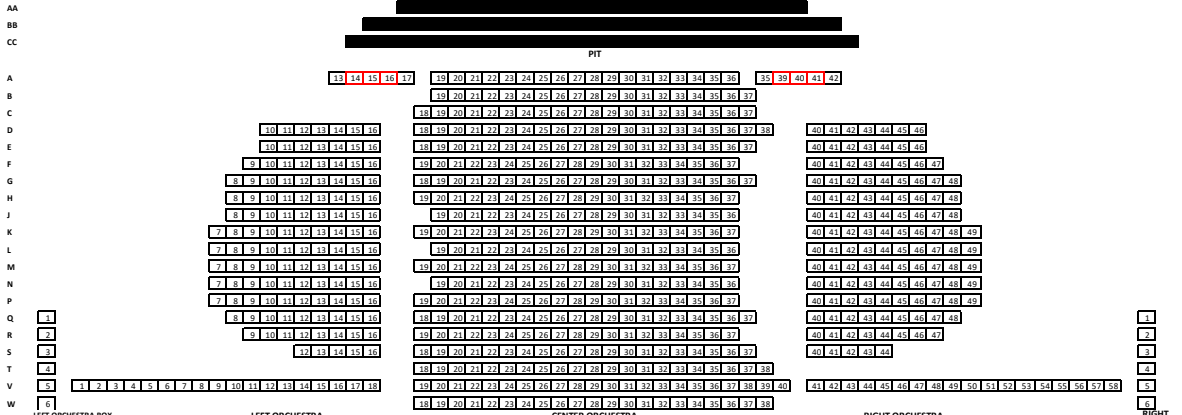 AA
BB
CC
PIT
A 13 14 15 16 17 19 20 21 22 23 24 25 26 27 28 29 30 31 32 33 34 35 36 35 39 40 41 42
B 19 20 21 22 23 24 25 26 27 28 29 30 31 32 33 34 35 36 37
C 18 19 20 21 22 23 24 25 26 27 28 29 30 31 32 33 34 35 36 37
D 10 11 12 13 14 15 16 18 19 20 21 22 23 24 25 26 27 28 29 30 31 32 33 34 35 36 37 38 40 41 42 43 44 45 46
E 10 11 12 13 14 15 16 18 19 20 21 22 23 24 25 26 27 28 29 30 31 32 33 34 35 36 37 40 41 42 43 44 45 46
F 9 10 11 12 13 14 15 16 19 20 21 22 23 24 25 26 27 28 29 30 31 32 33 34 35 36 37 40 41 42 43 44 45 46 47
G 8 9 10 11 12 13 14 15 16 18 19 20 21 22 23 24 25 26 27 28 29 30 31 32 33 34 35 36 37 40 41 42 43 44 45 46 47 48
H 8 9 10 11 12 13 14 15 16 19 20 21 22 23 24 25 26 27 28 29 30 31 32 33 34 35 36 37 40 41 42 43 44 45 46 47 48
J 8 9 10 11 12 13 14 15 16 19 20 21 22 23 24 25 26 27 28 29 30 31 32 33 34 35 36 40 41 42 43 44 45 46 47 48
K 7 8 9 10 11 12 13 14 15 16 19 20 21 22 23 24 25 26 27 28 29 30 31 32 33 34 35 36 37 40 41 42 43 44 45 46 47 48 49
L 7 8 9 10 11 12 13 14 15 16 19 20 21 22 23 24 25 26 27 28 29 30 31 32 33 34 35 36 40 41 42 43 44 45 46 47 48 49
M 7 8 9 10 11 12 13 14 15 16 19 20 21 22 23 24 25 26 27 28 29 30 31 32 33 34 35 36 37 40 41 42 43 44 45 46 47 48 49
N 7 8 9 10 11 12 13 14 15 16 19 20 21 22 23 24 25 26 27 28 29 30 31 32 33 34 35 36 40 41 42 43 44 45 46 47 48 49
P 7 8 9 10 11 12 13 14 15 16 19 20 21 22 23 24 25 26 27 28 29 30 31 32 33 34 35 36 37 40 41 42 43 44 45 46 47 48 49
Q 1 8 9 10 11 12 13 14 15 16 18 19 20 21 22 23 24 25 26 27 28 29 30 31 32 33 34 35 36 37 40 41 42 43 44 45 46 47 48 1
R 2 9 10 11 12 13 14 15 16 19 20 21 22 23 24 25 26 27 28 29 30 31 32 33 34 35 36 37 40 41 42 43 44 45 46 47 2
S 3 12 13 14 15 16 18 19 20 21 22 23 24 25 26 27 28 29 30 31 32 33 34 35 36 37 40 41 42 43 44 3
T 4 18 19 20 21 22 23 24 25 26 27 28 29 30 31 32 33 34 35 36 37 38 4
V 5 1 2 3 4 5 6 7 8 9 10 11 12 13 14 15 16 17 18 19 20 21 22 23 24 25 26 27 28 29 30 31 32 33 34 35 36 37 38 39 40 41 42 43 44 45 46 47 48 49 50 51 52 53 54 55 56 57 58 5
W 6 18 19 20 21 22 23 24 25 26 27 28 29 30 31 32 33 34 35 36 37 38 6
LEFT ORCHESTRA BOX LEFT ORCHESTRA CENTER ORCHESTRA RIGHT ORCHESTRA RIGHT